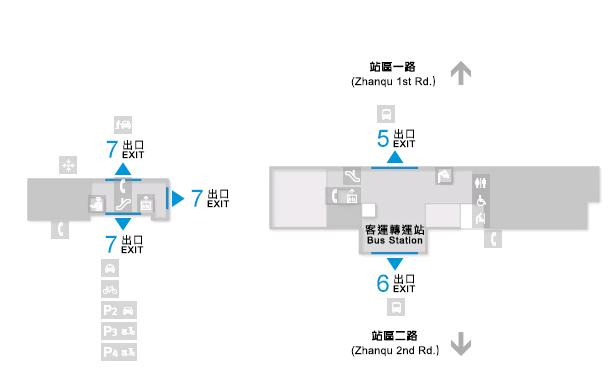 站區一路
(Zhanqu 1st Rd.)
5 出口
EXIT
7 出口
EXIT
7 出口
EXIT
7 出口
EXIT
客運轉運站
Bus Station
6 出口
EXIT
P2
P3
P4
站區二路
(Zhanqu 2nd Rd.)